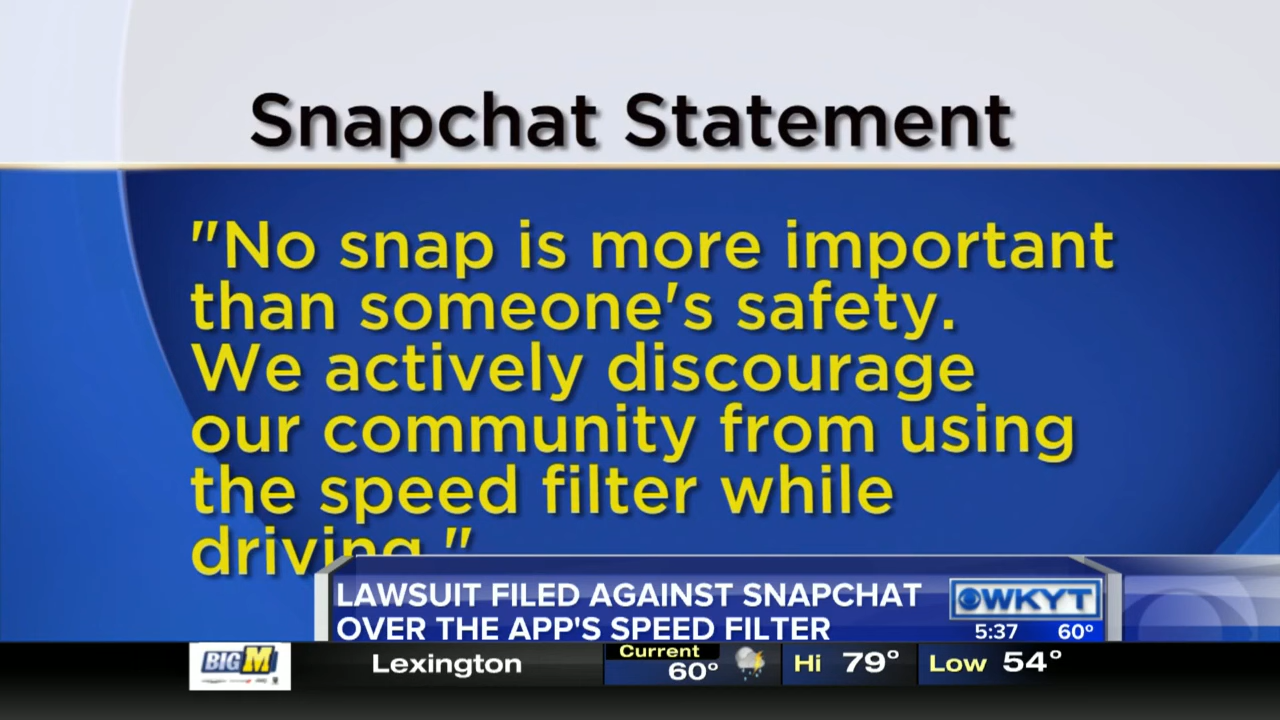 Snapchat Statement
"No snap is more important
than someone's safety.
We actively discourage
our community from using
the speed filter while
driving."
LAWSUIT FILED AGAINST SNAPCHAT
OVER THE APP'S SPEED FILTER
WKYT
5:37 60°
BIG M
Lexington
Current
60°
Hi 79°
Low 54°